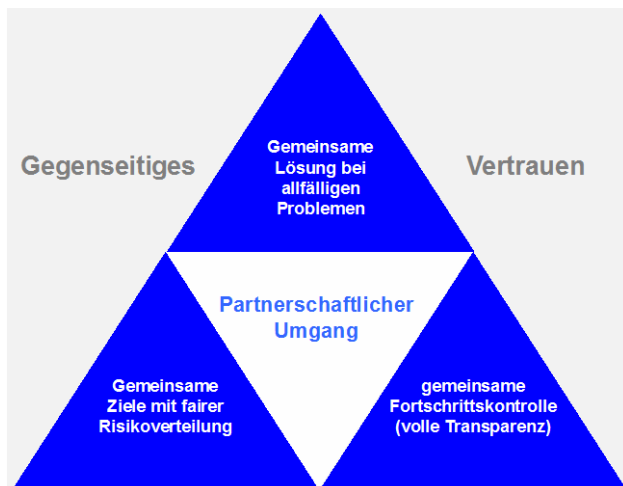 Gemeinsame
Lösung bei
allfälligen
Problemen
Gegenseitiges
Vertrauen
Partnerschaftlicher
Umgang
Gemeinsame
Ziele mit fairer
Risikoverteilung
gemeinsame
Fortschrittskontrolle
(volle Transparenz)